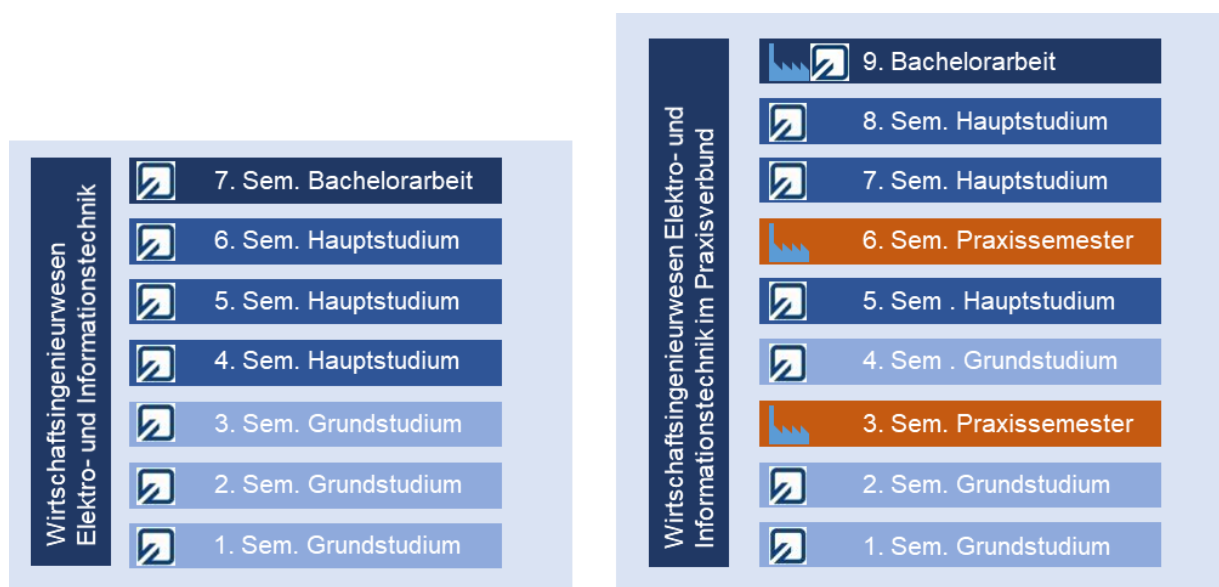 Wirtschaftsingenieurwesen
Elektro- und Informationstechnik
7. Sem. Bachelorarbeit
6. Sem. Hauptstudium
5. Sem. Hauptstudium
4. Sem. Hauptstudium
3. Sem. Grundstudium
2. Sem. Grundstudium
1. Sem. Grundstudium
Wirtschaftsingenieurwesen Elektro- und
Informationstechnik im Praxisverbund
9. Bachelorarbeit
8. Sem. Hauptstudium
7. Sem. Hauptstudium
6. Sem. Praxissemester
5. Sem . Hauptstudium
4. Sem . Grundstudium
3. Sem. Praxissemester
2. Sem. Grundstudium
1. Sem. Grundstudium